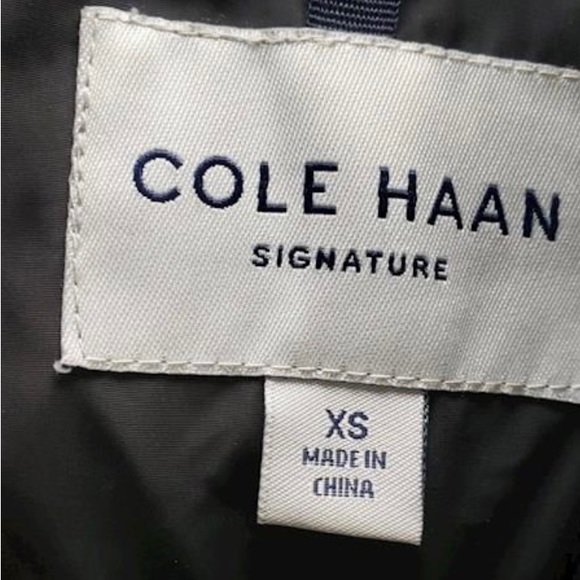 COLE HAAN
SIGNATURE
XS
MADE IN
CHINA